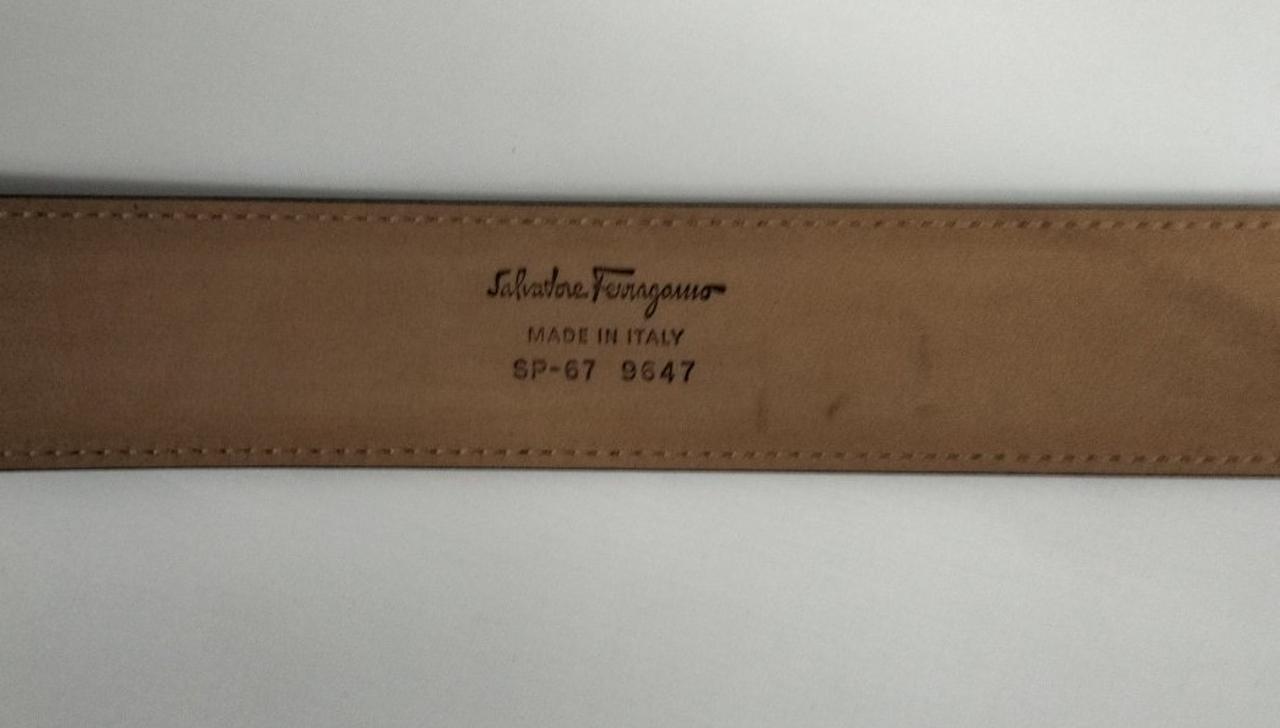 Salvatore Ferragamo
MADE IN ITALY
SP-67 9647